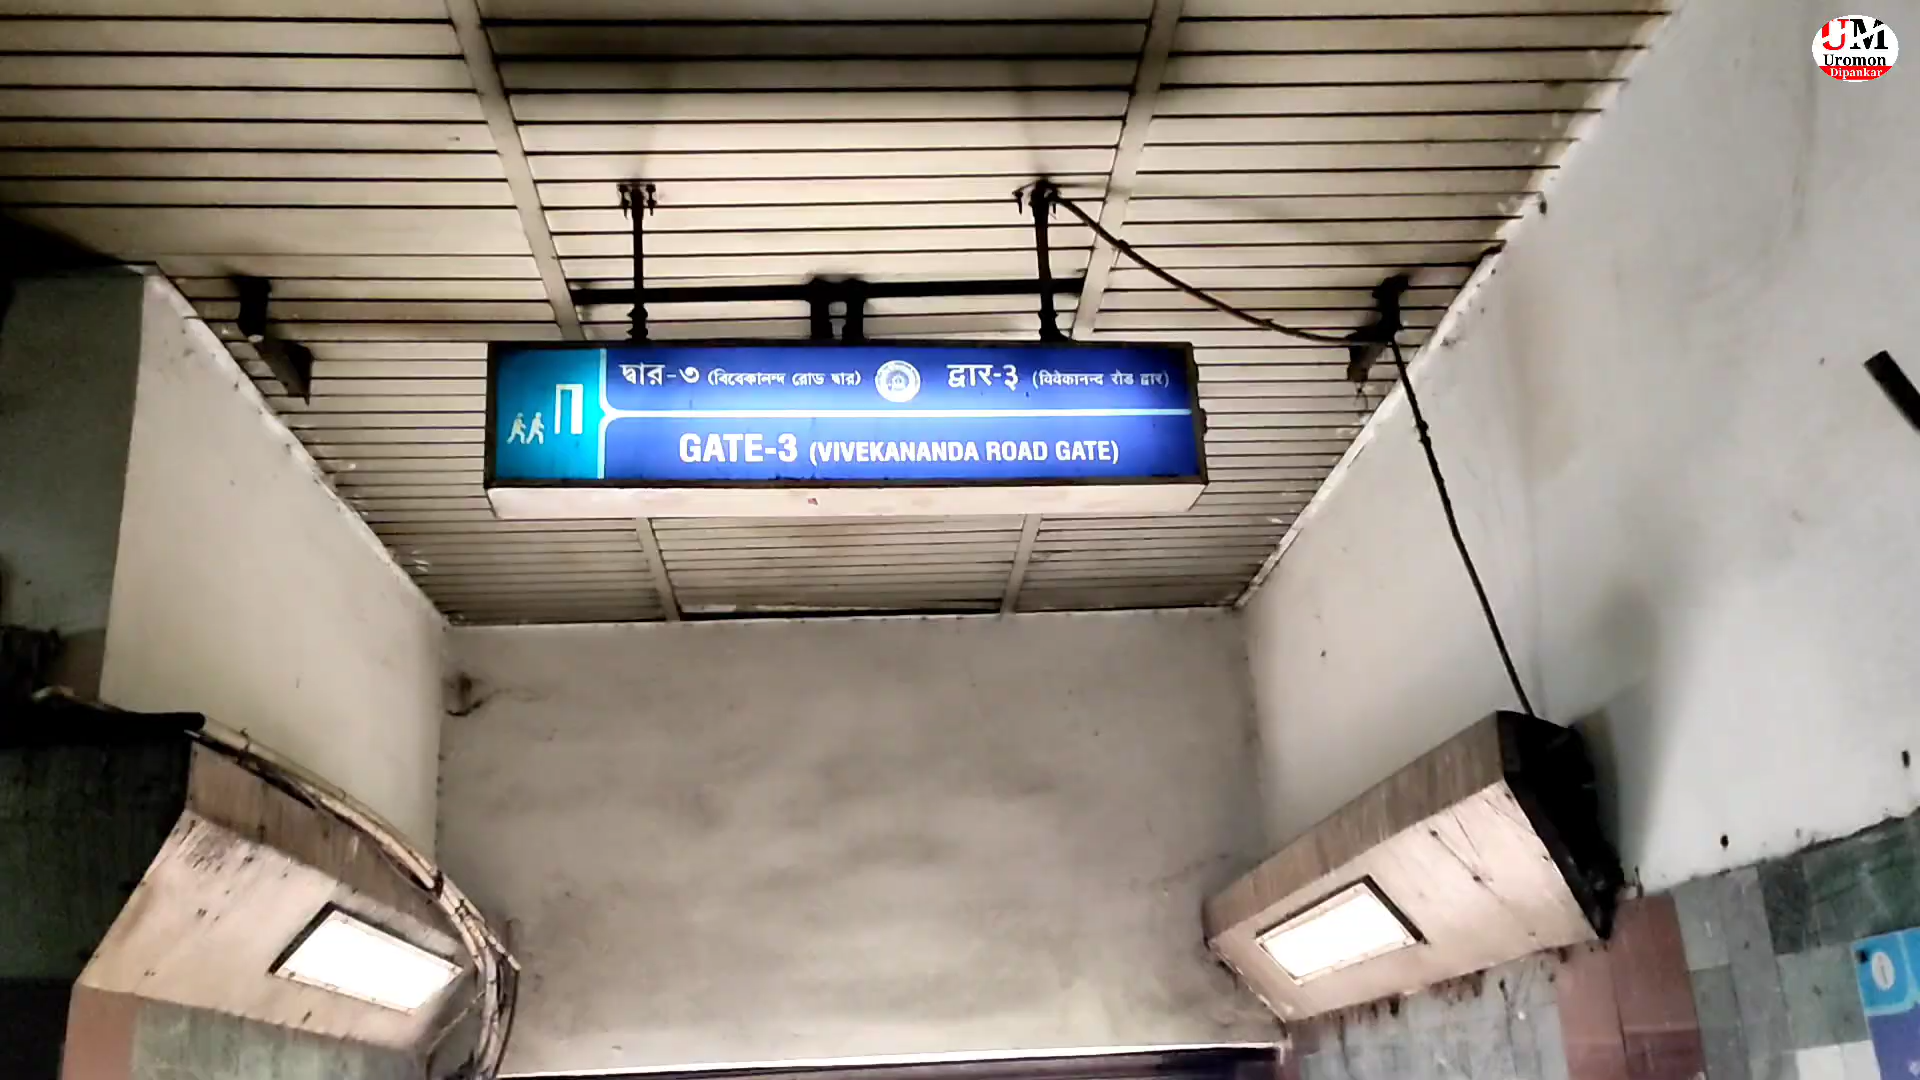 দ্বার-৩ (বিবেকানন্দ রোড দ্বার) द्वार-३ (विवेकानन्द रोड द्वार)
GATE-3 (VIVEKANANDA ROAD GATE)
UM
Uromon
Dipankar